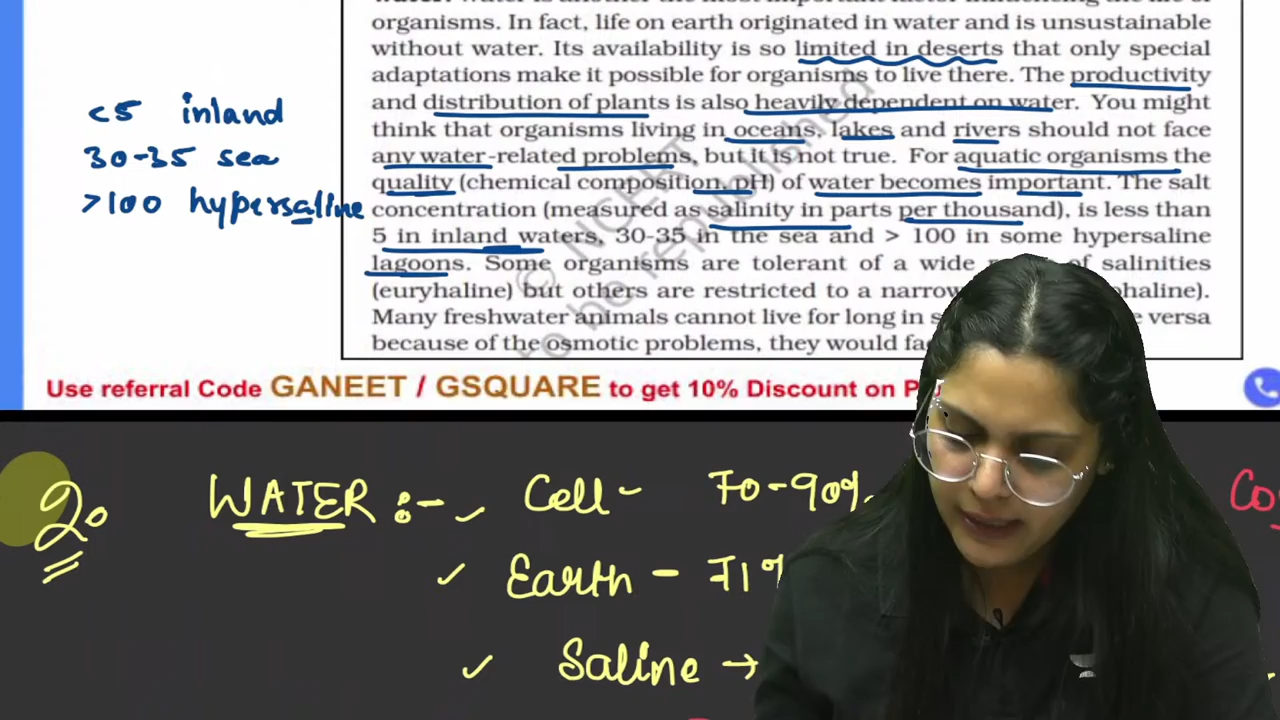 organisms. In fact, life on earth originated in water and is unsustainable
without water. Its availability is so limited in deserts that only special
adaptations make it possible for organisms to live there. The productivity
and distribution of plants is also heavily dependent on water. You might
think that organisms living in oceans, lakes and rivers should not face
any water-related problems, but it is not true. For aquatic organisms the
quality (chemical composition, pH) of water becomes important. The salt
concentration (measured as salinity in parts per thousand), is less than
5 in inland waters, 30-35 in the sea and > 100 in some hypersaline
lagoons. Some organisms are tolerant of a wide of salinities
(euryhaline) but others are restricted to a narrow
Many freshwater animals cannot live for long in versa
because of the osmotic problems, they would
<5 inland
30-35 sea
>100 hypersaline
© NCERT
to be republished
Use referral Code GANEET / GSQUARE to get 10% Discount on
2.
WATER :- Cell - 70-90%
Earth - 71%
Saline →
Co